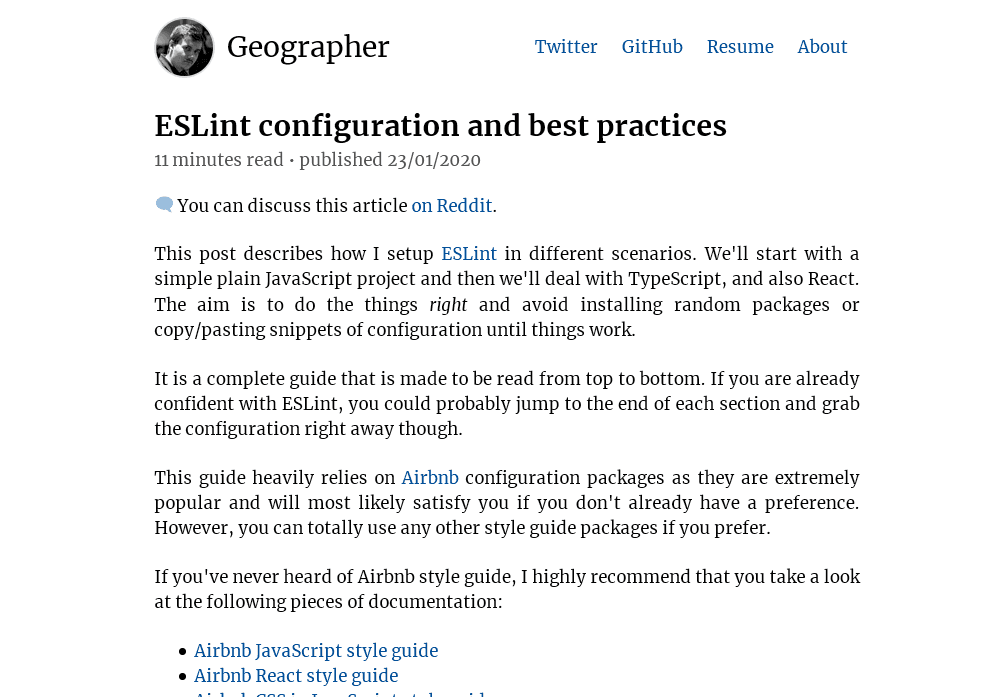 Geographer
Twitter GitHub Resume About
ESLint configuration and best practices
11 minutes read • published 23/01/2020
You can discuss this article on Reddit.
This post describes how I setup ESLint in different scenarios. We'll start with a
simple plain JavaScript project and then we'll deal with TypeScript, and also React.
The aim is to do the things right and avoid installing random packages or
copy/pasting snippets of configuration until things work.
It is a complete guide that is made to be read from top to bottom. If you are already
confident with ESLint, you could probably jump to the end of each section and grab
the configuration right away though.
This guide heavily relies on Airbnb configuration packages as they are extremely
popular and will most likely satisfy you if you don't already have a preference.
However, you can totally use any other style guide packages if you prefer.
If you've never heard of Airbnb style guide, I highly recommend that you take a look
at the following pieces of documentation:
• Airbnb JavaScript style guide
• Airbnb React style guide